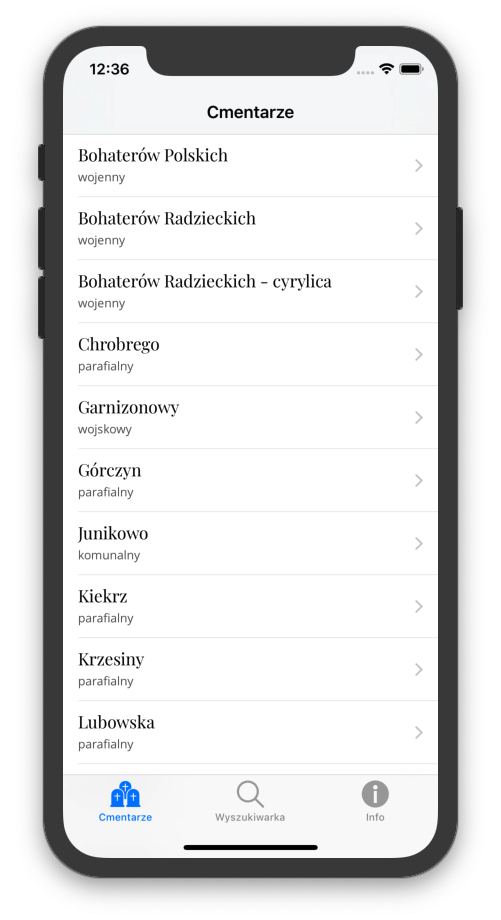 12:36
Cmentarze
Bohaterów Polskich
wojenny
Bohaterów Radzieckich
wojenny
Bohaterów Radzieckich - cyrylica
wojenny
Chrobrego
parafialny
Garnizonowy
wojskowy
Górczyn
parafialny
Junikowo
komunalny
Kiekrz
parafialny
Krzesiny
parafialny
Lubowska
parafialny
Cmentarze Wyszukiwarka Info